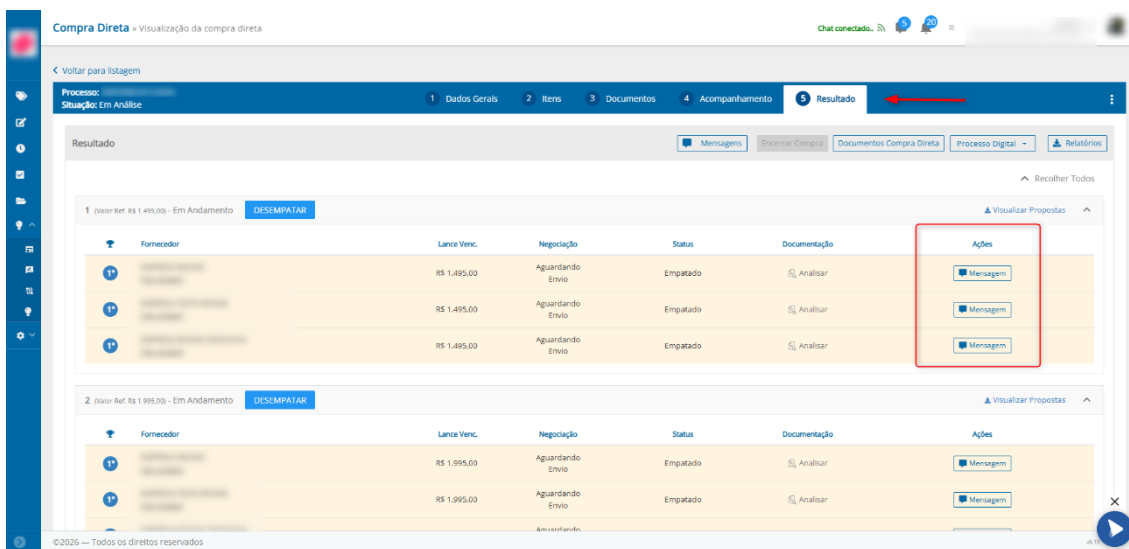 Compra Direta » Visualização da compra direta
Chat conectado..
5
20
Voltar para listagem
Processo:
Situação: Em Análise
1 Dados Gerais
2 Itens
3 Documentos
4 Acompanhamento
5 Resultado
Resultado
Mensagens
Encerrar Compra
Documentos Compra Direta
Processo Digital
Relatórios
Recolher Todos
1 (Valor Ref. R$ 1.495,00) - Em Andamento DESEMPATAR Visualizar Propostas
Fornecedor Lance Venc. Negociação Status Documentação Ações
1º R$ 1.495,00 Aguardando Envio Empatado Analisar Mensagem
1º R$ 1.495,00 Aguardando Envio Empatado Analisar Mensagem
1º R$ 1.495,00 Aguardando Envio Empatado Analisar Mensagem
2 (Valor Ref. R$ 1.995,00) - Em Andamento DESEMPATAR Visualizar Propostas
Fornecedor Lance Venc. Negociação Status Documentação Ações
1º R$ 1.995,00 Aguardando Envio Empatado Analisar Mensagem
1º R$ 1.995,00 Aguardando Envio Empatado Analisar Mensagem
Aguardando
©2026 — Todos os direitos reservados